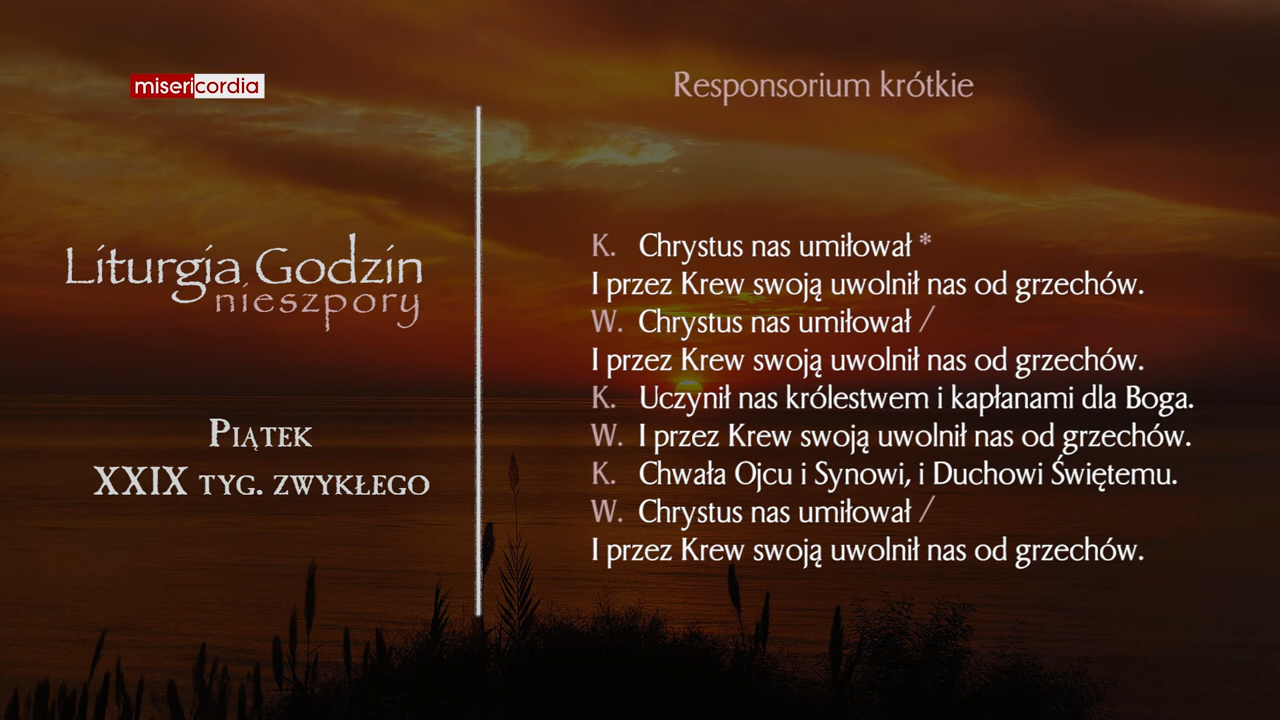 misericordia
Liturgia Godzin
nieszpory
Piątek
XXIX tyg. zwykłego
Responsorium krótkie
K. Chrystus nas umiłował *
I przez Krew swoją uwolnił nas od grzechów.
W. Chrystus nas umiłował /
I przez Krew swoją uwolnił nas od grzechów.
K. Uczynił nas królestwem i kapłanami dla Boga.
W. I przez Krew swoją uwolnił nas od grzechów.
K. Chwała Ojcu i Synowi, i Duchowi Świętemu.
W. Chrystus nas umiłował /
I przez Krew swoją uwolnił nas od grzechów.